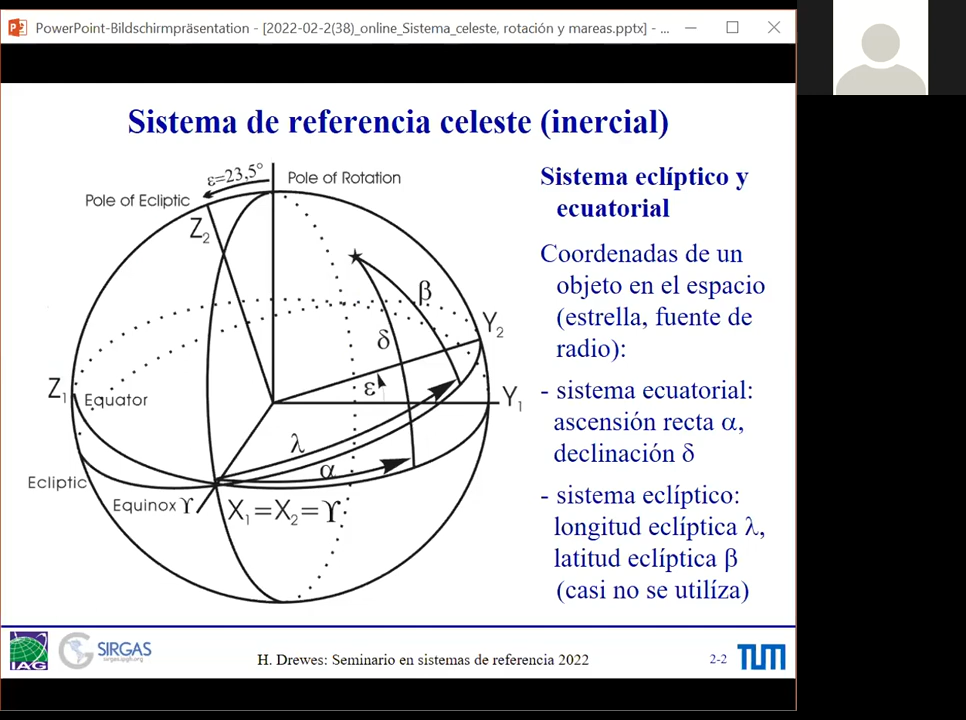 PowerPoint-Bildschirmpräsentation - [2022-02-2(38)_online_Sistema_celeste, rotación y mareas.pptx] - ...
Sistema de referencia celeste (inercial)
ε=23,5°
Pole of Rotation
Pole of Ecliptic
Z2
β
Y2
δ
ε
Z1
Equator
Y1
λ
α
Ecliptic
Equinox ϒ
X1=X2=ϒ
Sistema eclíptico y
ecuatorial
Coordenadas de un
objeto en el espacio
(estrella, fuente de
radio):
- sistema ecuatorial:
ascensión recta α,
declinación δ
- sistema eclíptico:
longitud eclíptica λ,
latitud eclíptica β
(casi no se utilíza)
IAG
SIRGAS
sirgas.ipgh.org
H. Drewes: Seminario en sistemas de referencia 2022
2-2
TUM